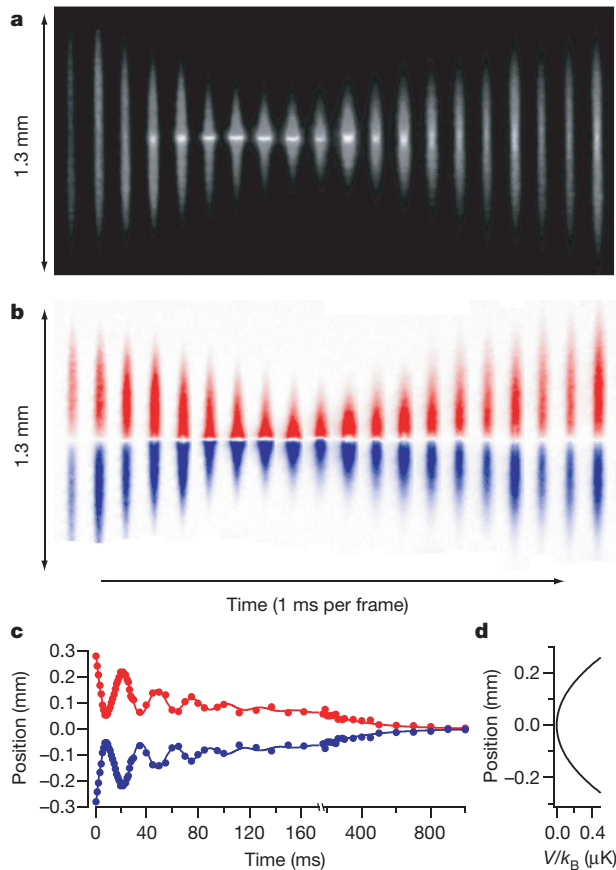 a
1.3 mm
b
1.3 mm
Time (1 ms per frame)
c
Position (mm)
0.3
0.2
0.1
0.0
−0.1
−0.2
−0.3
0 40 80 120 160 400 800
Time (ms)
d
Position (mm)
0.2
0.0
−0.2
0.0 0.4
V/kB (μK)